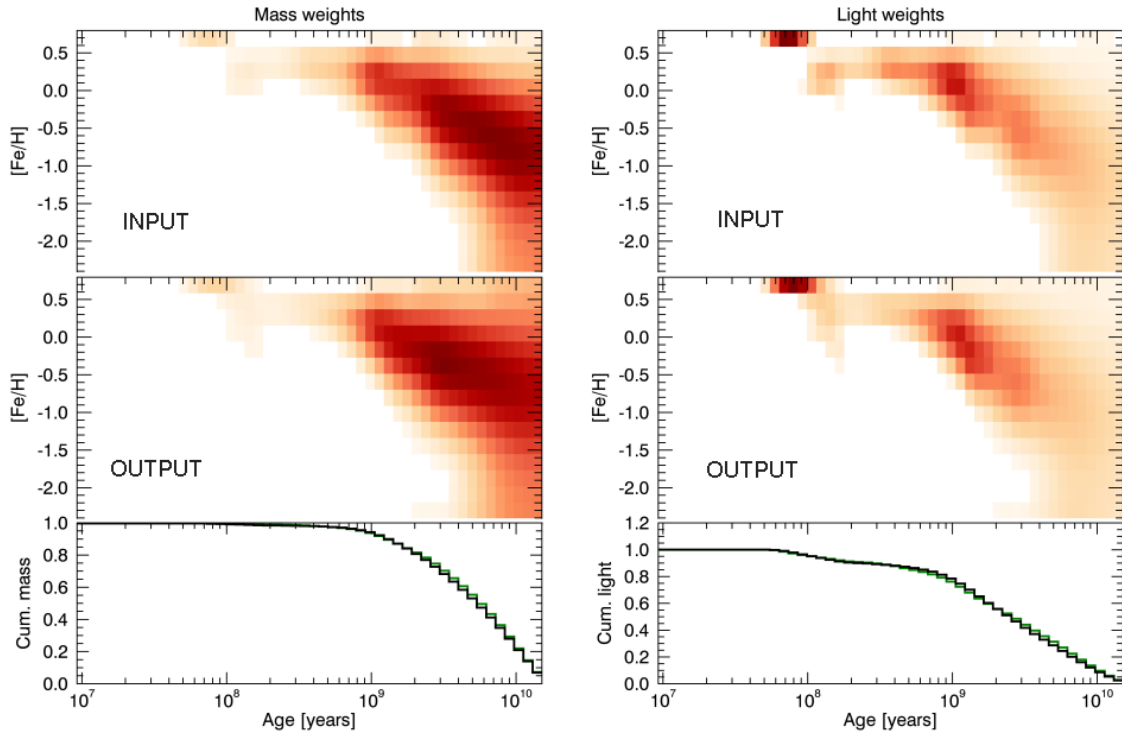 Mass weights
Light weights
0.5
0.0
-0.5
-1.0
-1.5
-2.0
[Fe/H]
INPUT
0.5
0.0
-0.5
-1.0
-1.5
-2.0
[Fe/H]
INPUT
0.5
0.0
-0.5
-1.0
-1.5
-2.0
[Fe/H]
OUTPUT
0.5
0.0
-0.5
-1.0
-1.5
-2.0
[Fe/H]
OUTPUT
1.0
0.8
0.6
0.4
0.2
0.0
Cum. mass
10⁷ 10⁸ 10⁹ 10¹⁰
Age [years]
1.2
1.0
0.8
0.6
0.4
0.2
0.0
Cum. light
10⁷ 10⁸ 10⁹ 10¹⁰
Age [years]